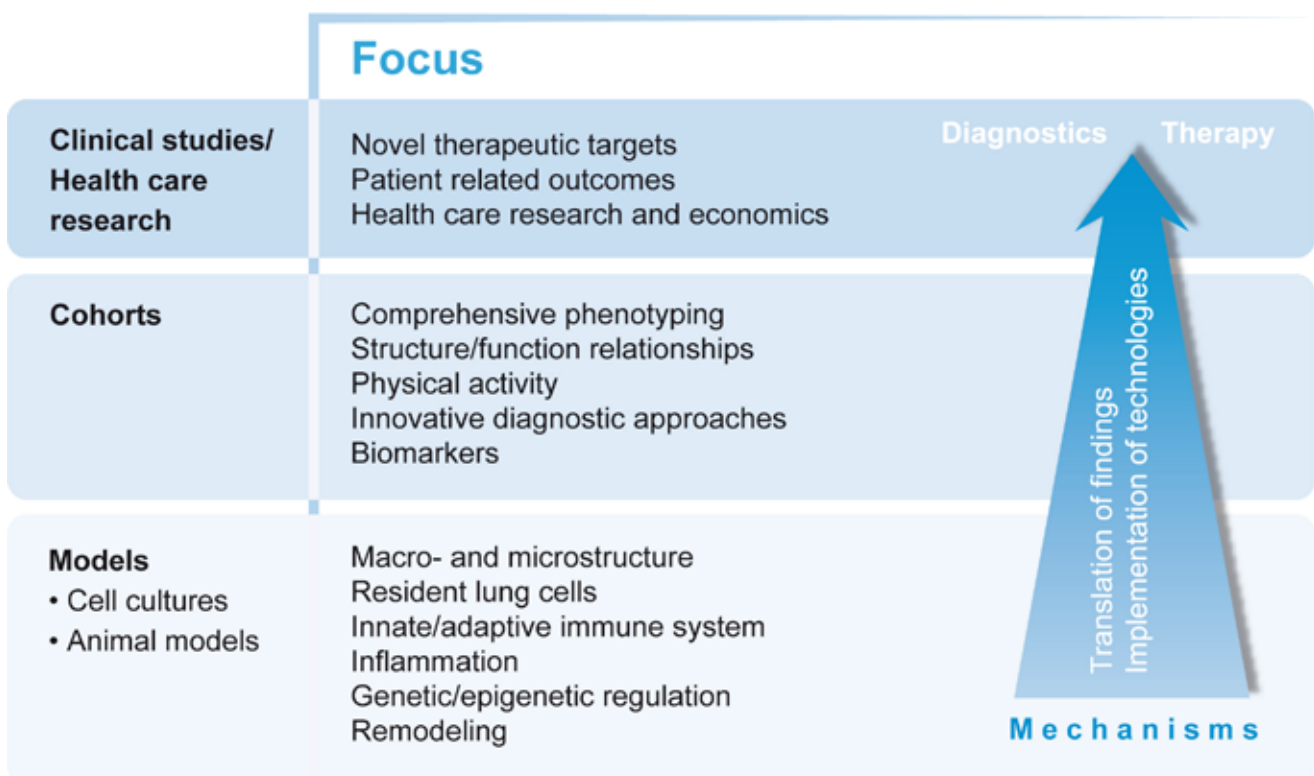 Focus
Clinical studies/
Health care
research
Novel therapeutic targets
Patient related outcomes
Health care research and economics
Diagnostics Therapy
Cohorts
Comprehensive phenotyping
Structure/function relationships
Physical activity
Innovative diagnostic approaches
Biomarkers
Models
• Cell cultures
• Animal models
Macro- and microstructure
Resident lung cells
Innate/adaptive immune system
Inflammation
Genetic/epigenetic regulation
Remodeling
Translation of findings
Implementation of technologies
Mechanisms